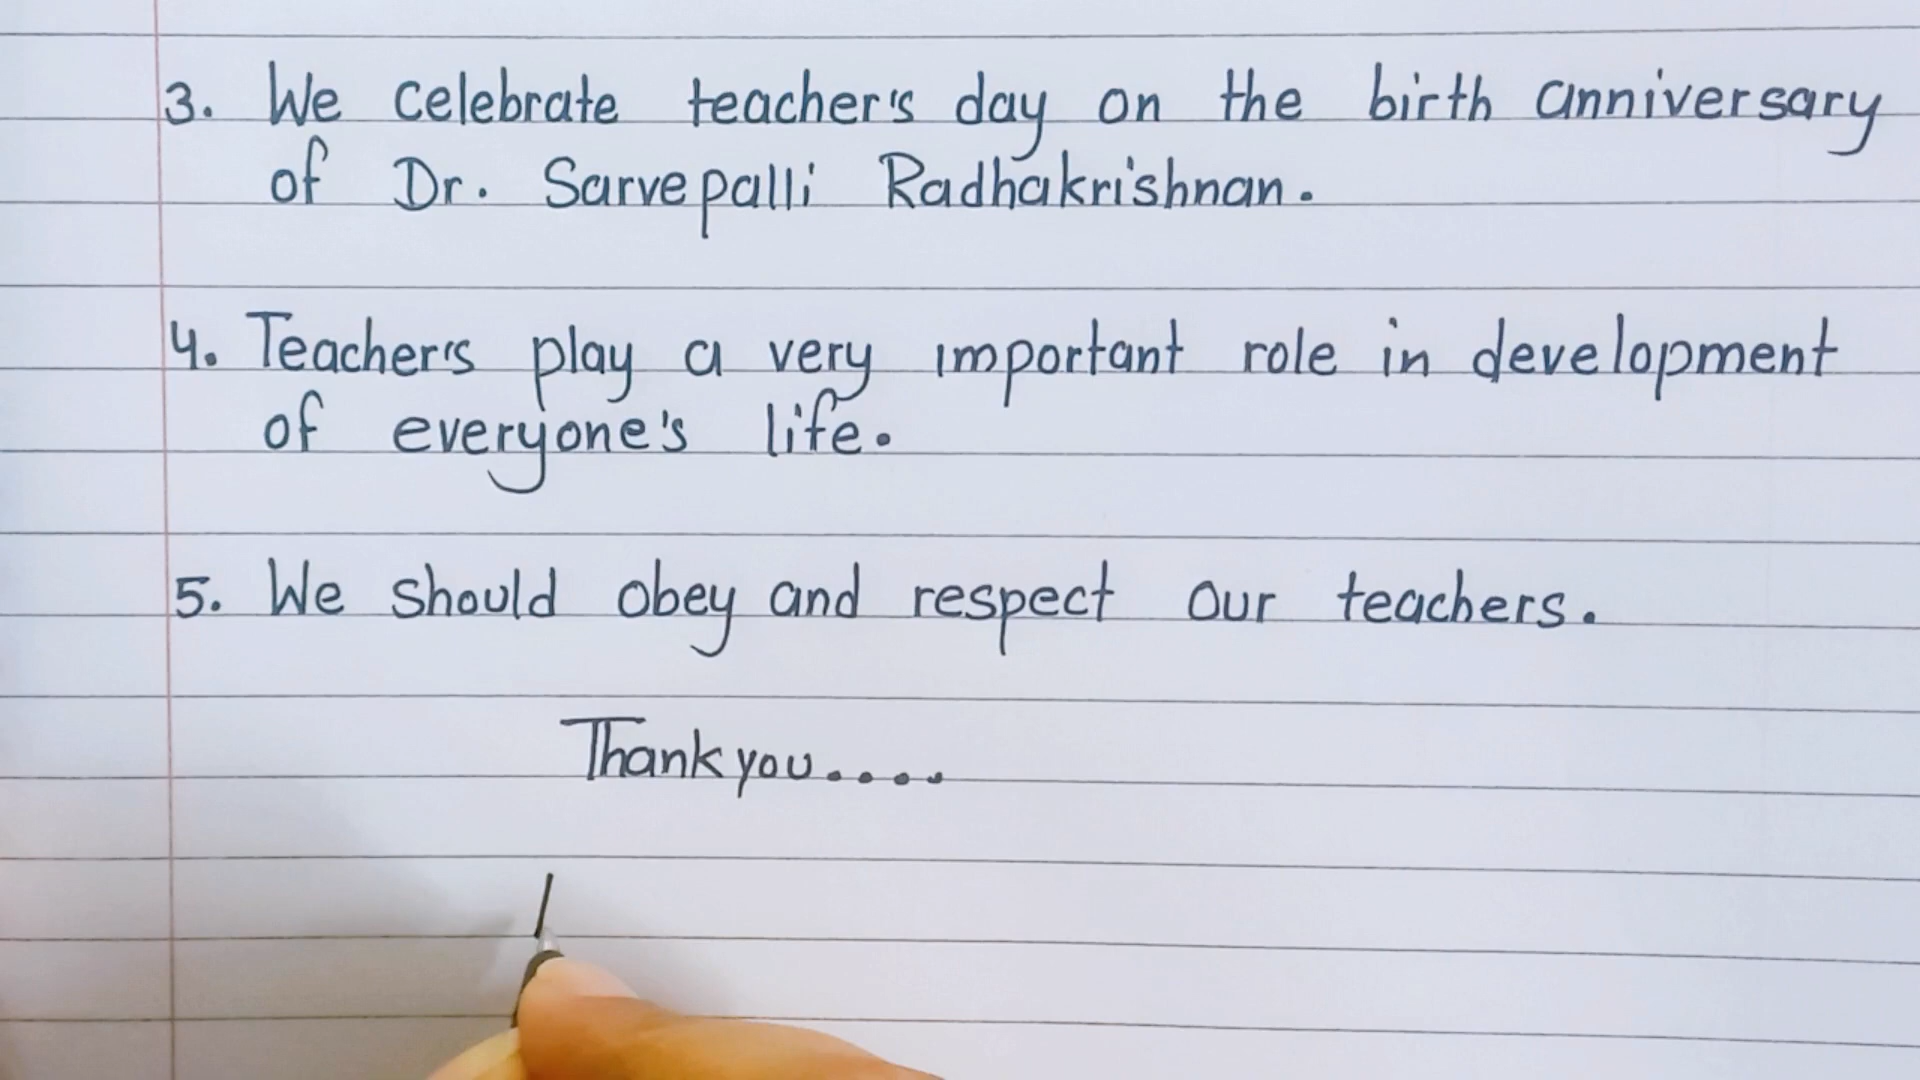 3. We celebrate teacher's day on the birth anniversary
of Dr. Sarvepalli Radhakrishnan.
4. Teacher's play a very important role in development
of everyone's life.
5. We should obey and respect our teachers.
Thank you....